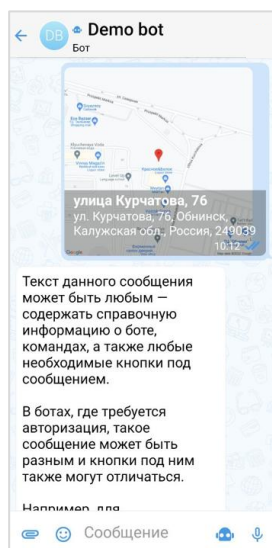 DB
Demo bot
Бот
улица Курчатова, 76
ул. Курчатова, 76, Обнинск,
Калужская обл., Россия, 249039
10:12
Текст данного сообщения
может быть любым —
содержать справочную
информацию о боте,
командах, а также любые
необходимые кнопки под
сообщением.
В ботах, где требуется
авторизация, такое
сообщение может быть
разным и кнопки под ним
также могут отличаться.
Например, для
Сообщение